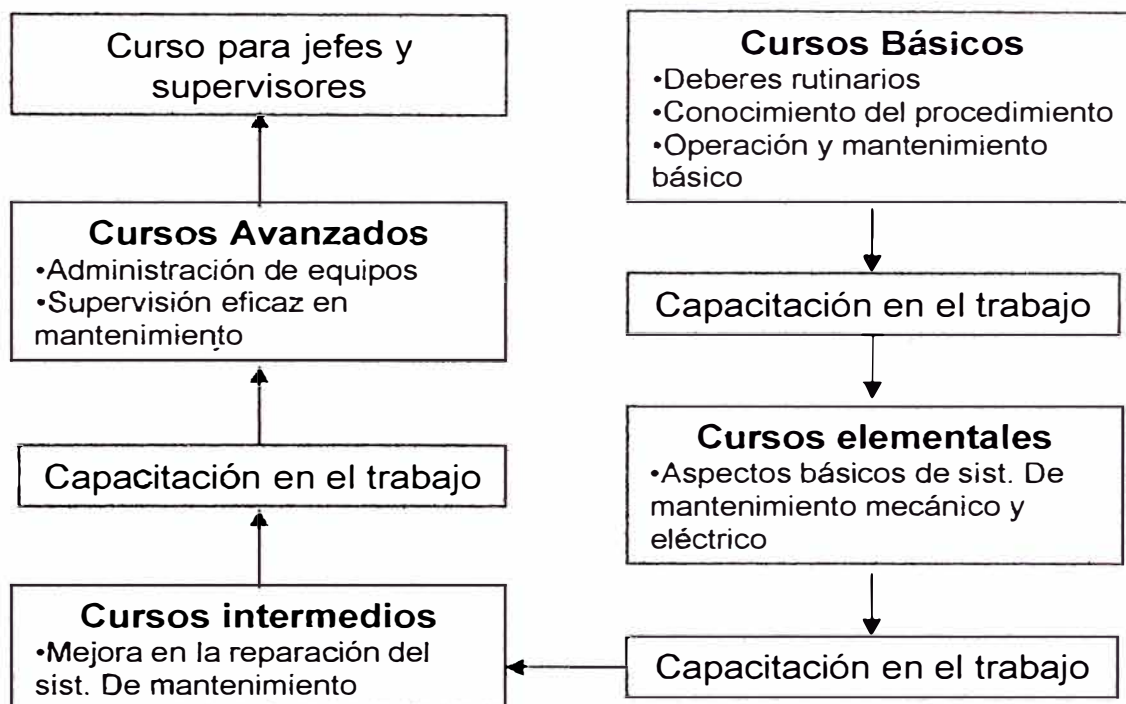 Curso para jefes y
supervisores
Cursos Avanzados
•Administración de equipos
•Supervisión eficaz en
mantenimiento
Capacitación en el trabajo
Cursos intermedios
•Mejora en la reparación del
sist. De mantenimiento
Cursos Básicos
•Deberes rutinarios
•Conocimiento del procedimiento
•Operación y mantenimiento
básico
Capacitación en el trabajo
Cursos elementales
•Aspectos básicos de sist. De
mantenimiento mecánico y
eléctrico
Capacitación en el trabajo